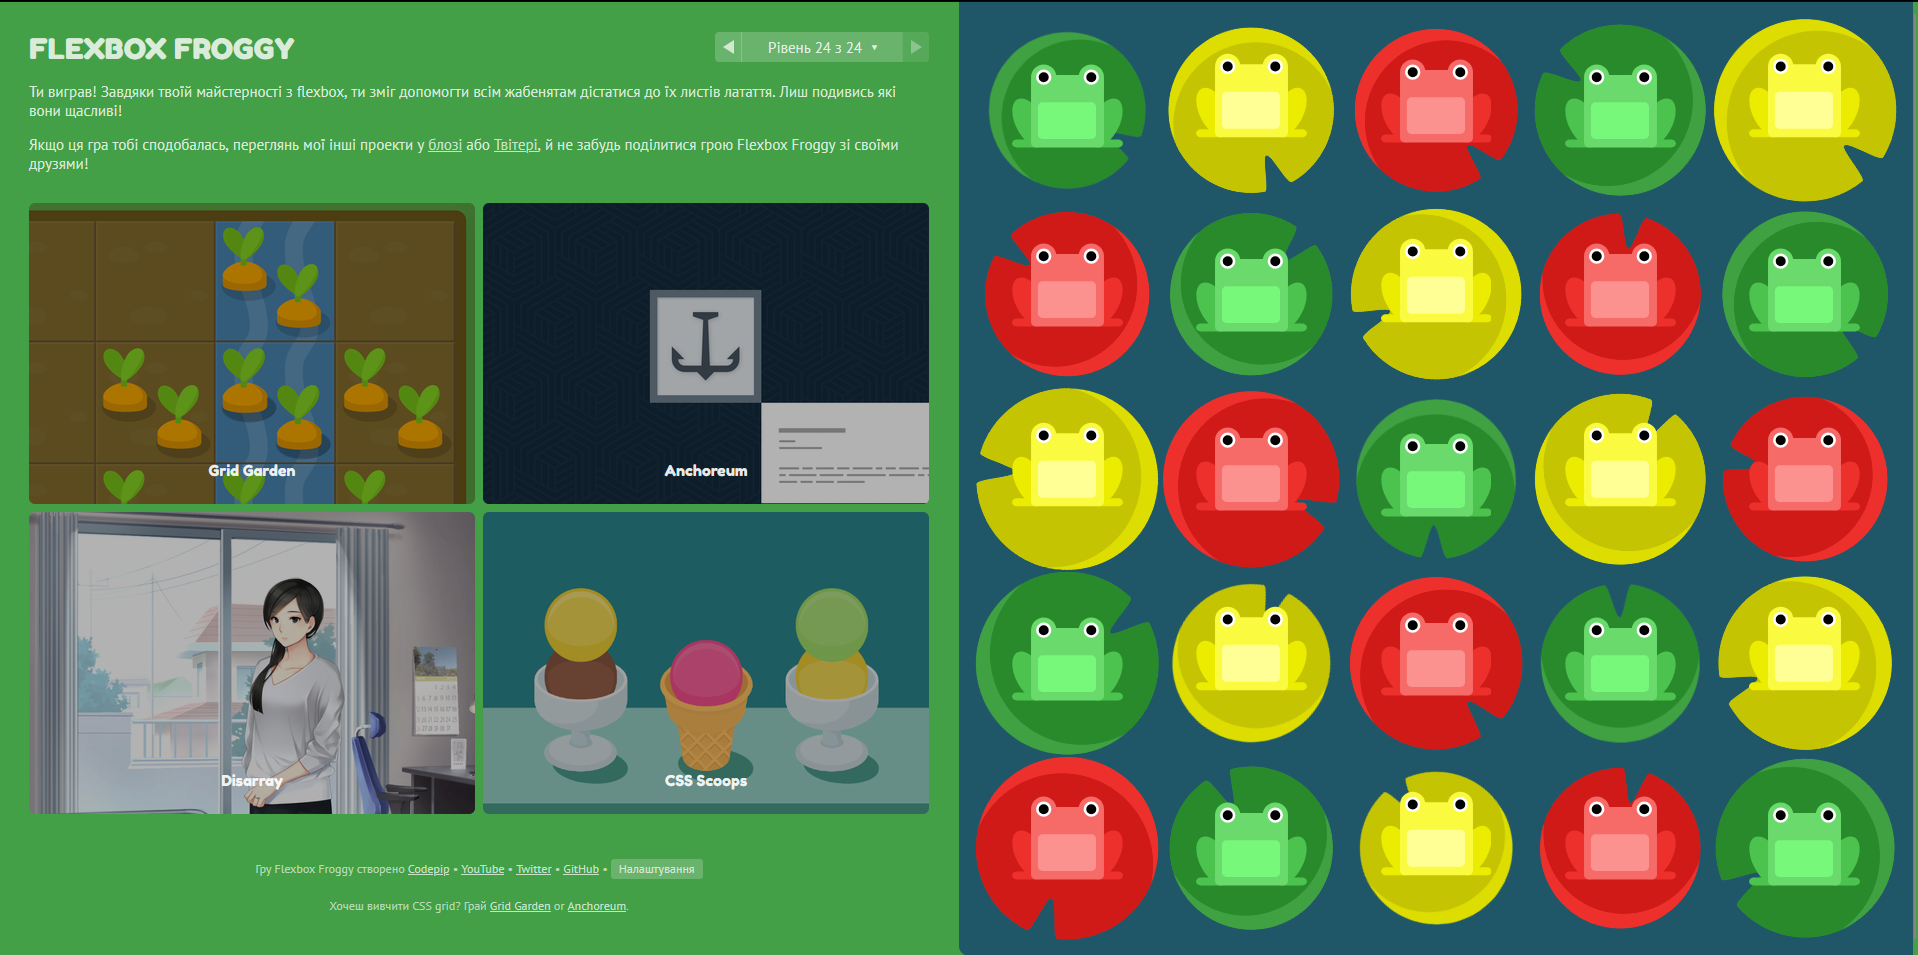 FLEXBOX FROGGY
Рівень 24 з 24 ▼
Ти виграв! Завдяки твоїй майстерності з flexbox, ти зміг допомогти всім жабенятам дістатися до їх листів латаття. Лиш подивись які
вони щасливі!
Якщо ця гра тобі сподобалась, переглянь мої інші проекти у блозі або Твітері, й не забудь поділитися грою Flexbox Froggy зі своїми
друзями!
Grid Garden
Anchoreum
Disarray
CSS Scoops
Гру Flexbox Froggy створено Codepip • YouTube • Twitter • GitHub • Налаштування
Хочеш вивчити CSS grid? Грай Grid Garden or Anchoreum.